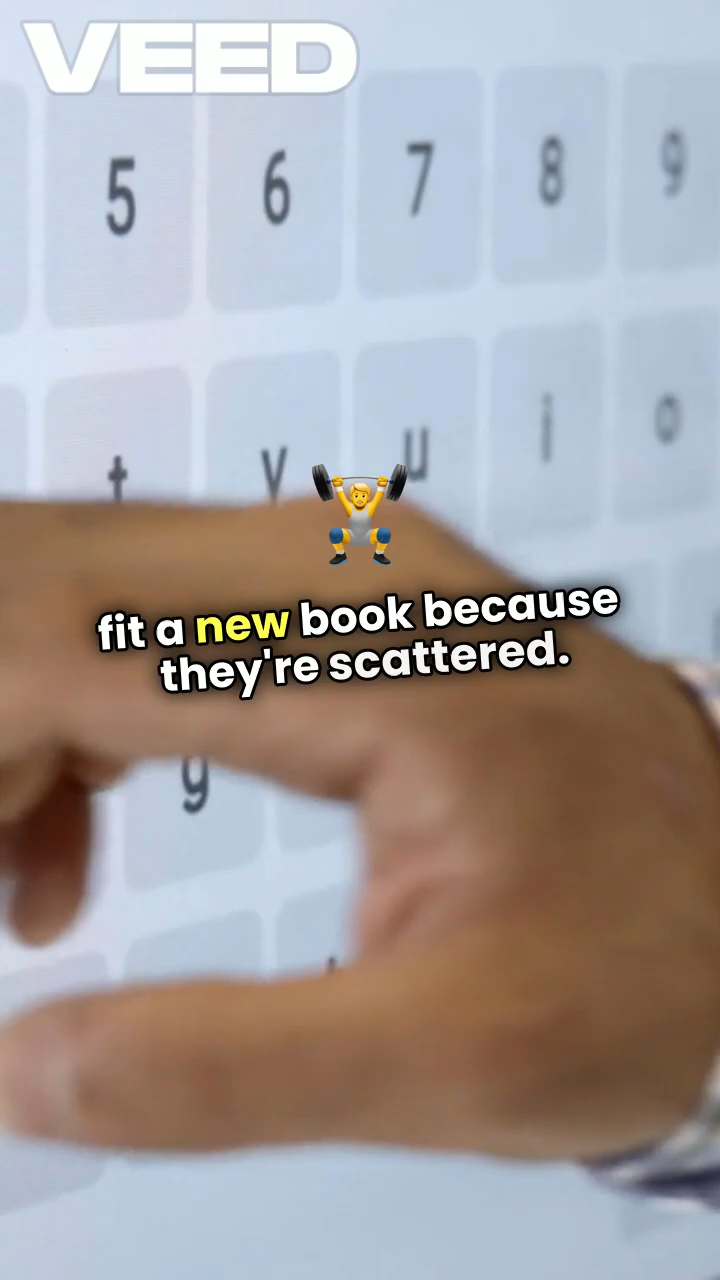 VEED
5 6 7 8 9
t y u i o
fit a new book because
they're scattered.
g